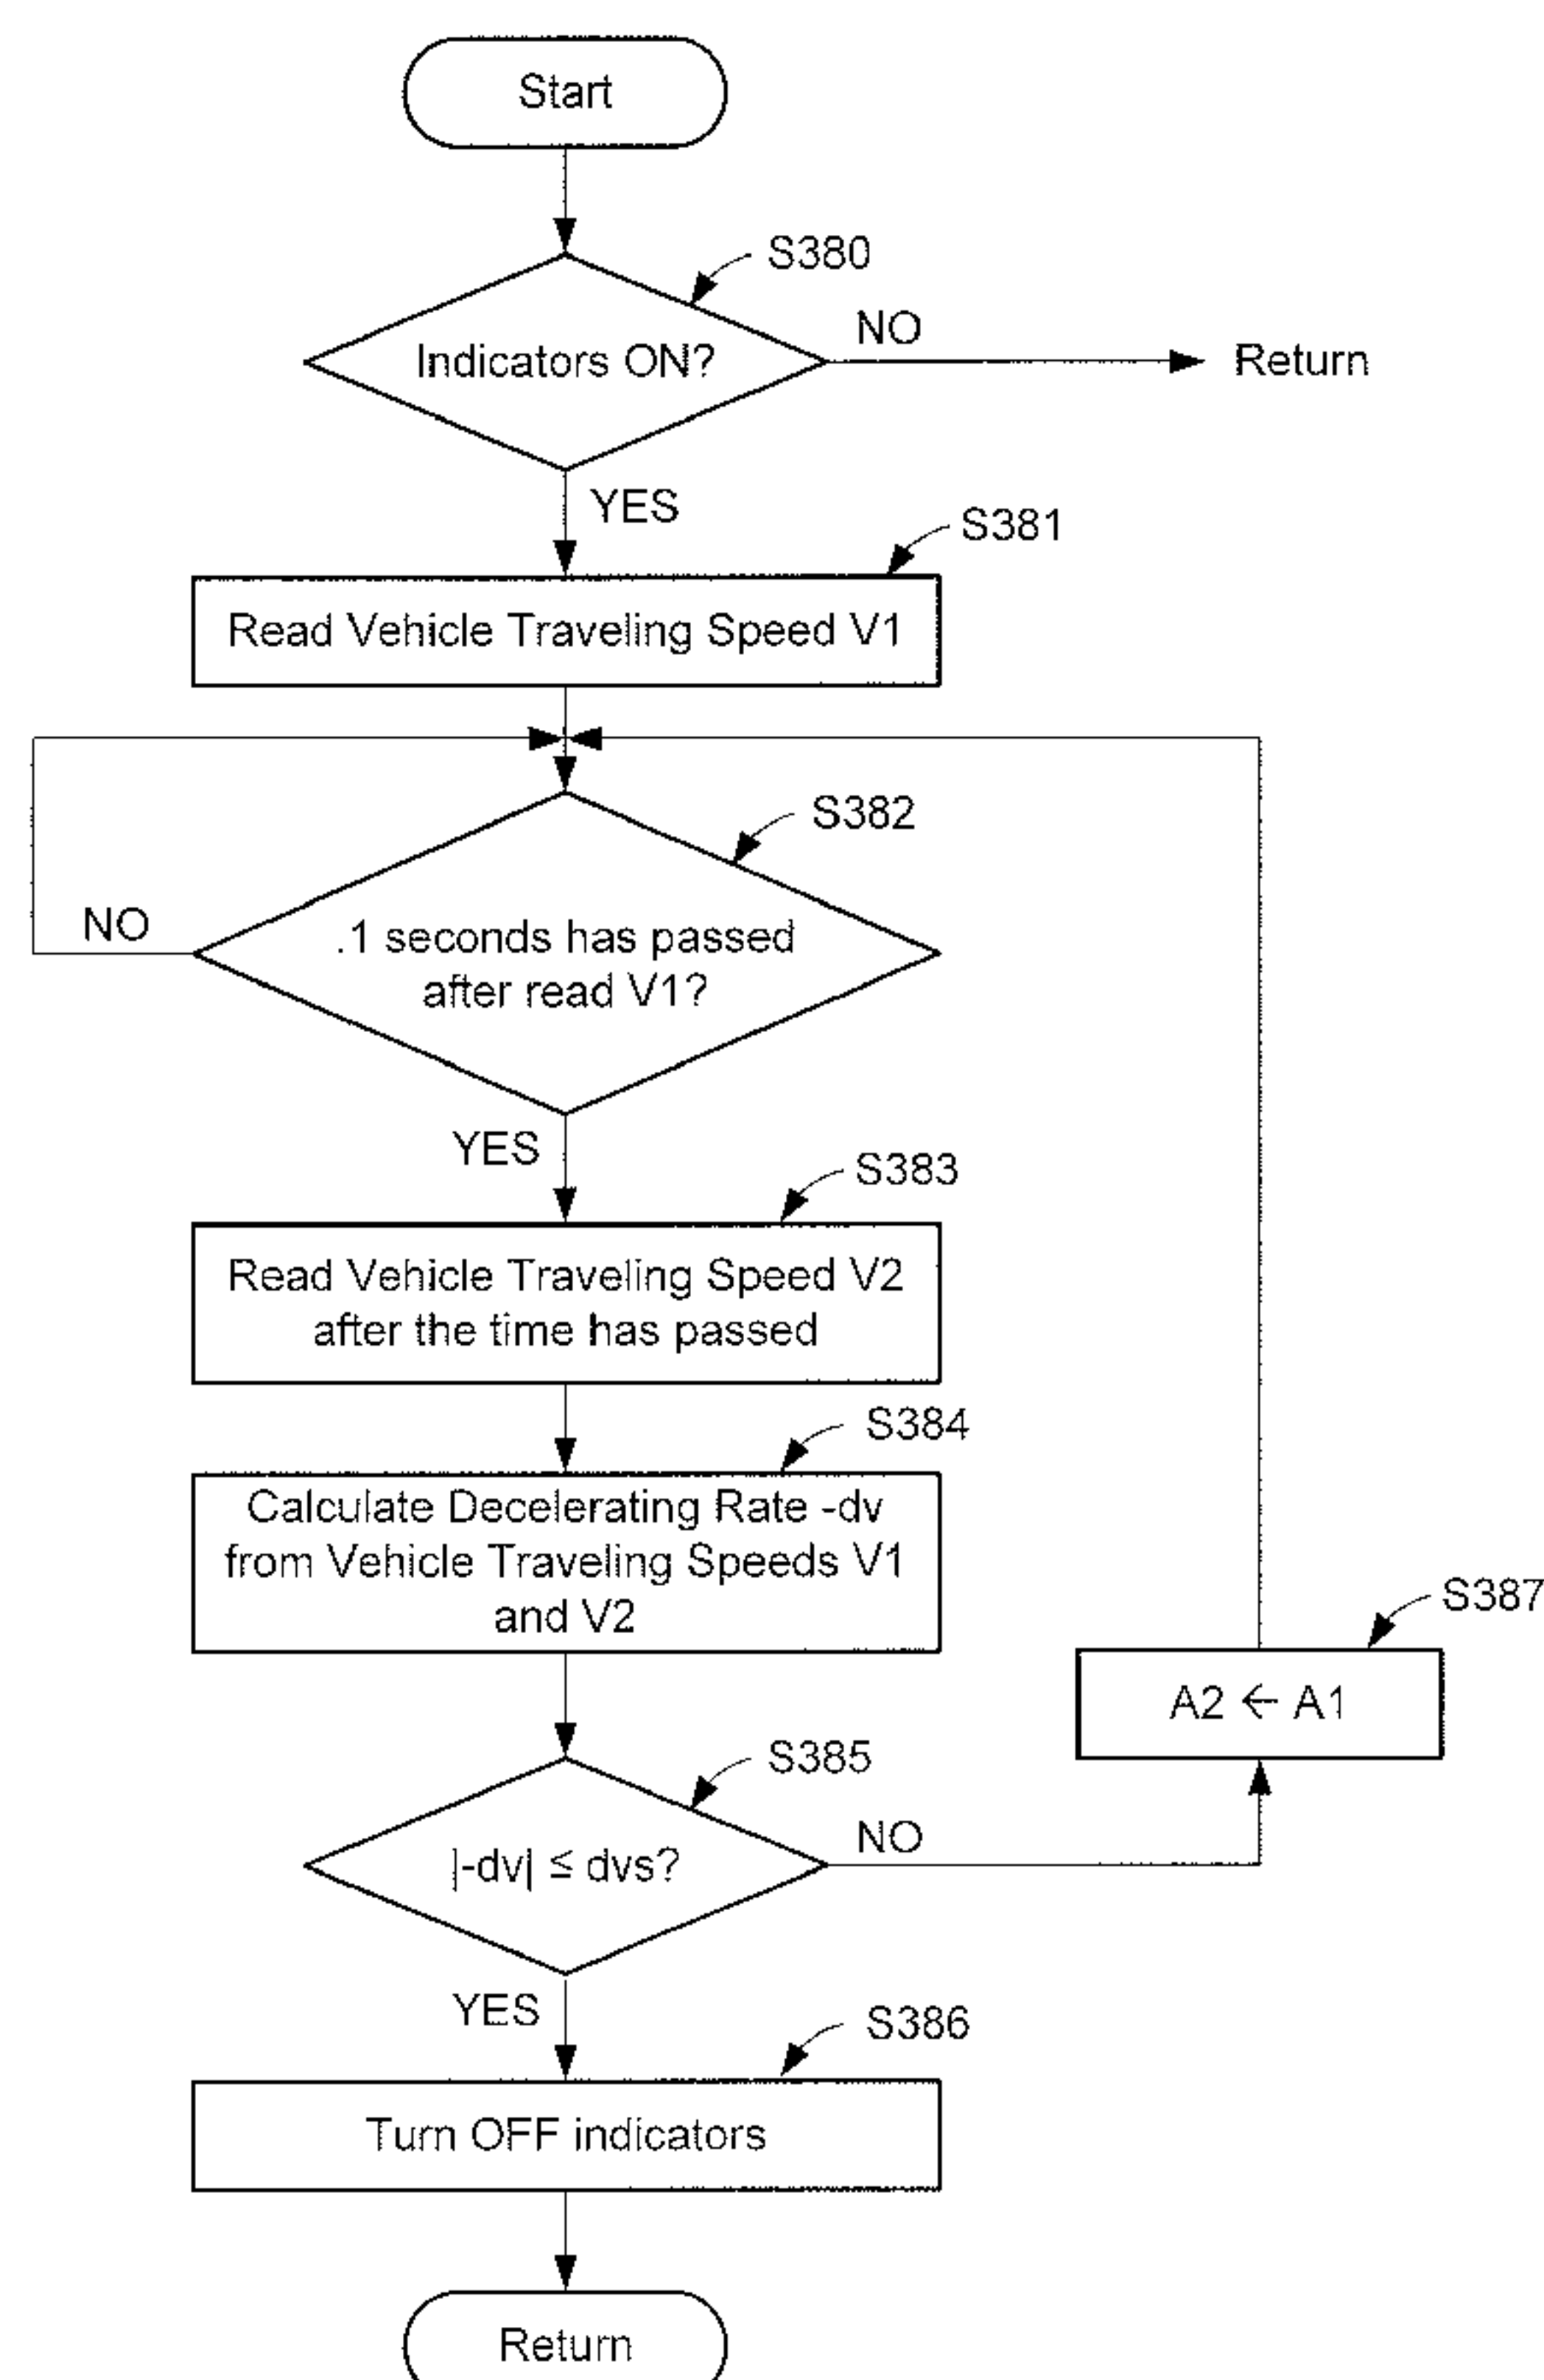 Start
S380
Indicators ON?
NO
Return
YES
S381
Read Vehicle Traveling Speed V1
S382
NO
.1 seconds has passed
after read V1?
YES
S383
Read Vehicle Traveling Speed V2
after the time has passed
S384
Calculate Decelerating Rate -dv
from Vehicle Traveling Speeds V1
and V2
S387
A2 ← A1
S385
|-dv| ≤ dvs?
NO
YES
S386
Turn OFF indicators
Return